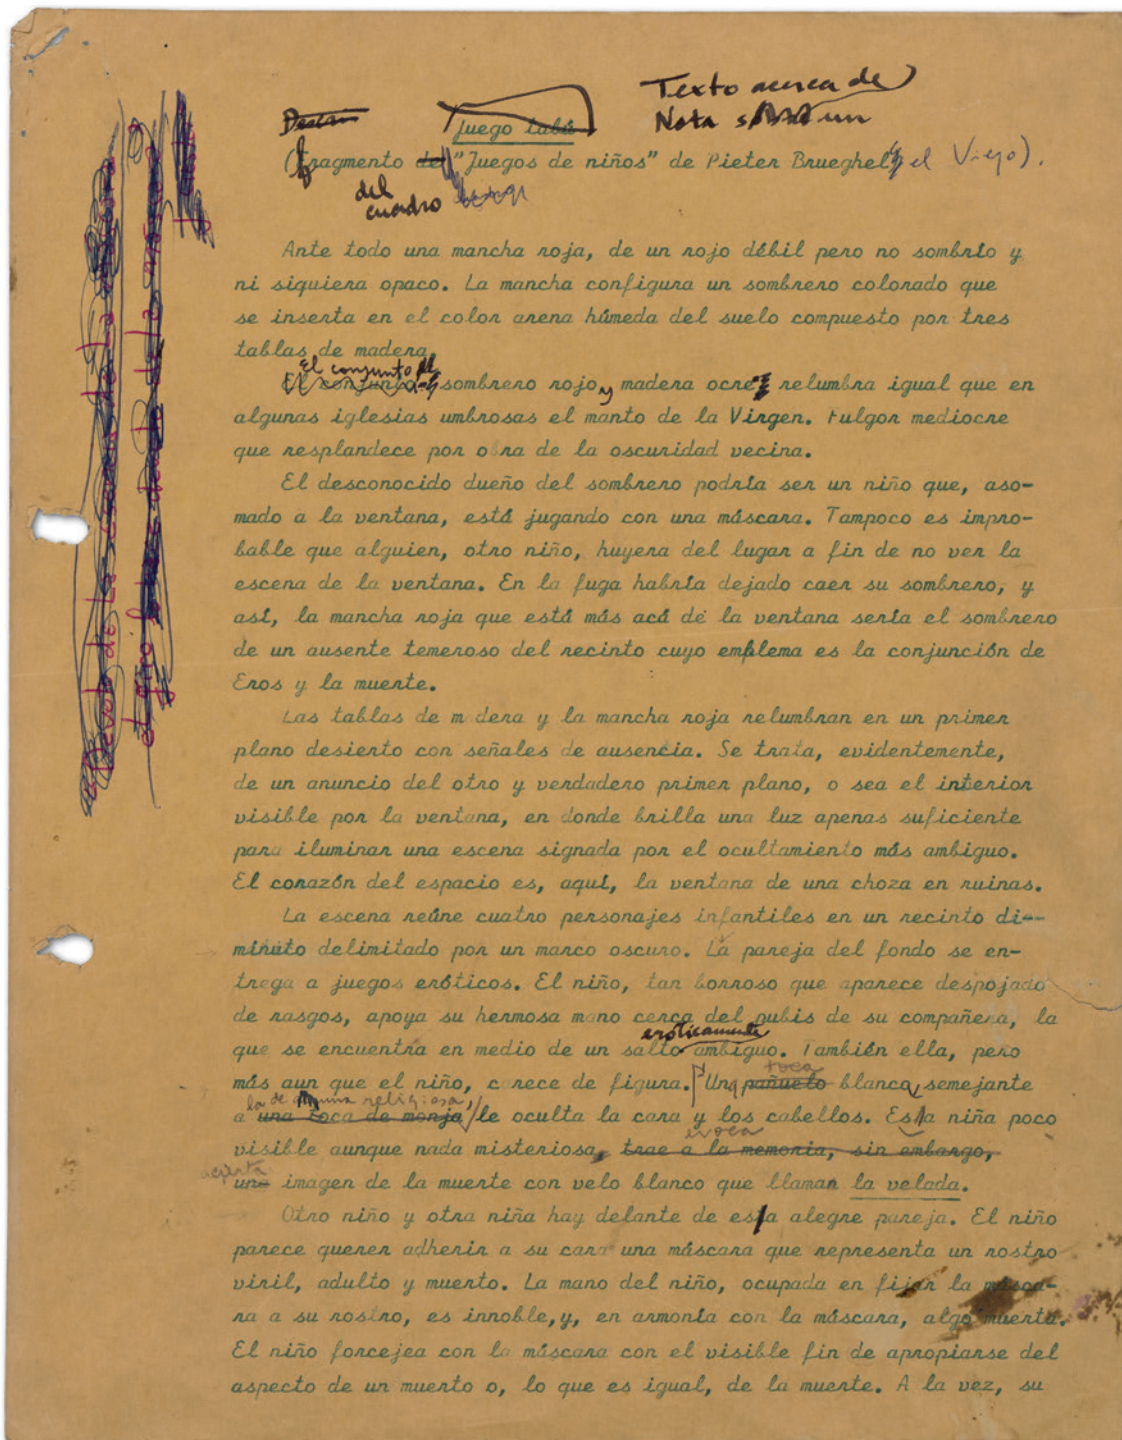 Texto acerca de
Nota sobre un
Juego tabú
(fragmento del "Juegos de niños" de Pieter Brueghel, el Viejo).
del
cuadro
Ante todo una mancha roja, de un rojo débil pero no sombrío y
ni siquiera opaco. La mancha configura un sombrero colorado que
se inserta en el color arena húmeda del suelo compuesto por tres
tablas de madera.
El conjunto
El conjunto sombrero rojo y madera ocre relumbra igual que en
algunas iglesias umbrosas el manto de la Virgen. Fulgor mediocre
que resplandece por obra de la oscuridad vecina.
El desconocido dueño del sombrero podría ser un niño que, aso-
mado a la ventana, está jugando con una máscara. Tampoco es impro-
bable que alguien, otro niño, huyera del lugar a fin de no ver la
escena de la ventana. En la fuga habría dejado caer su sombrero, y
así, la mancha roja que está más acá de la ventana sería el sombrero
de un ausente temeroso del recinto cuyo emblema es la conjunción de
Eros y la muerte.
Las tablas de madera y la mancha roja relumbran en un primer
plano desierto con señales de ausencia. Se trata, evidentemente,
de un anuncio del otro y verdadero primer plano, o sea el interior
visible por la ventana, en donde brilla una luz apenas suficiente
para iluminar una escena signada por el ocultamiento más ambiguo.
El corazón del espacio es, aquí, la ventana de una choza en ruinas.
La escena reúne cuatro personajes infantiles en un recinto di--
minuto delimitado por un marco oscuro. La pareja del fondo se en-
trega a juegos eróticos. El niño, tan borroso que aparece despojado
de rasgos, apoya su hermosa mano cerca del pubis de su compañera, la
eróticamente
que se encuentra en medio de un salto ambiguo. También ella, pero
toca
más aun que el niño, carece de figura. Un pañuelo blanco, semejante
la de alguna religiosa,
a una toca de monja le oculta la cara y los cabellos. Esta niña poco
evoca
visible aunque nada misteriosa, trae a la memoria, sin embargo,
una imagen de la muerte con velo blanco que llaman la velada.
Otro niño y otra niña hay delante de esta alegre pareja. El niño
parece querer adherir a su cara una máscara que representa un rostro
viril, adulto y muerto. La mano del niño, ocupada en fijar la másca-
ra a su rostro, es innoble, y, en armonía con la máscara, algo muerta.
El niño forcejea con la máscara con el visible fin de apropiarse del
aspecto de un muerto o, lo que es igual, de la muerte. A la vez, su